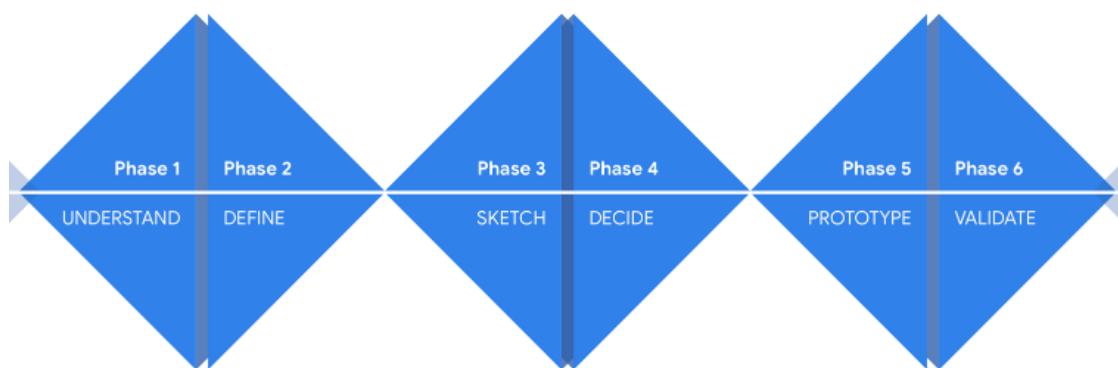 Phase 1 Phase 2 Phase 3 Phase 4 Phase 5 Phase 6
UNDERSTAND DEFINE SKETCH DECIDE PROTOTYPE VALIDATE